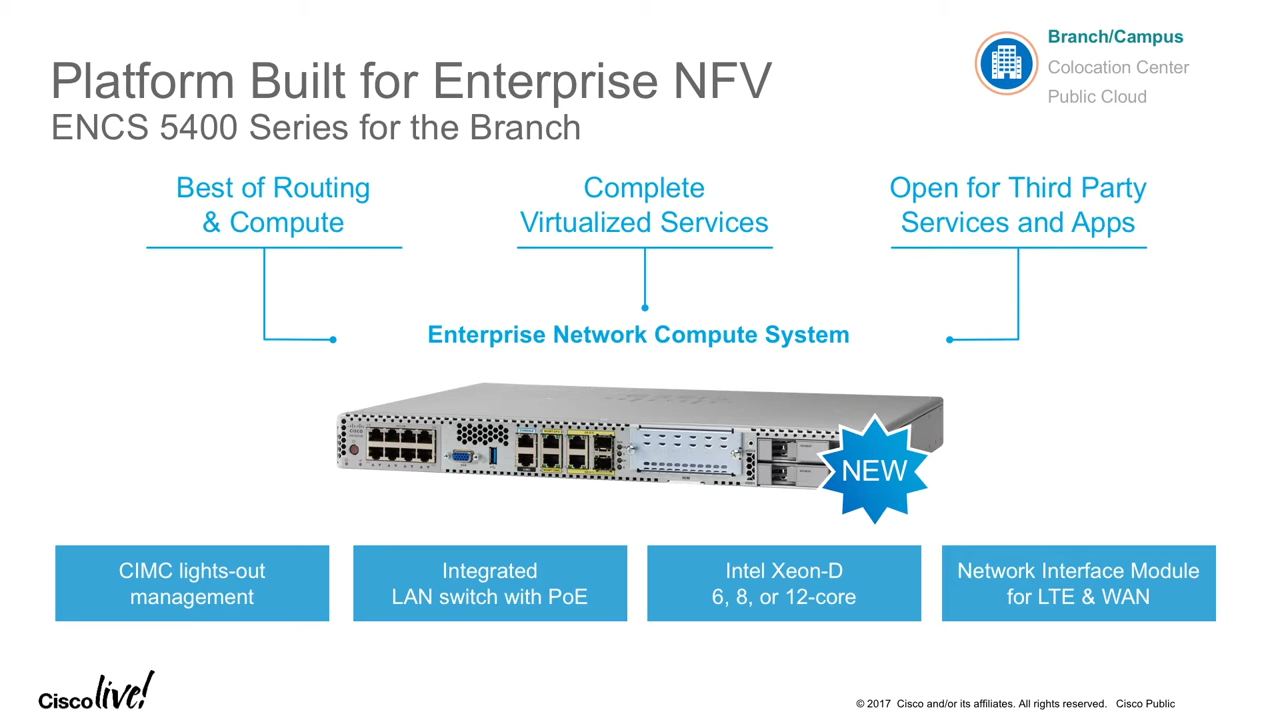 Branch/Campus
Colocation Center
Public Cloud
Platform Built for Enterprise NFV
ENCS 5400 Series for the Branch
Best of Routing
& Compute
Complete
Virtualized Services
Open for Third Party
Services and Apps
Enterprise Network Compute System
NEW
CIMC lights-out
management
Integrated
LAN switch with PoE
Intel Xeon-D
6, 8, or 12-core
Network Interface Module
for LTE & WAN
Cisco live!
© 2017 Cisco and/or its affiliates. All rights reserved. Cisco Public